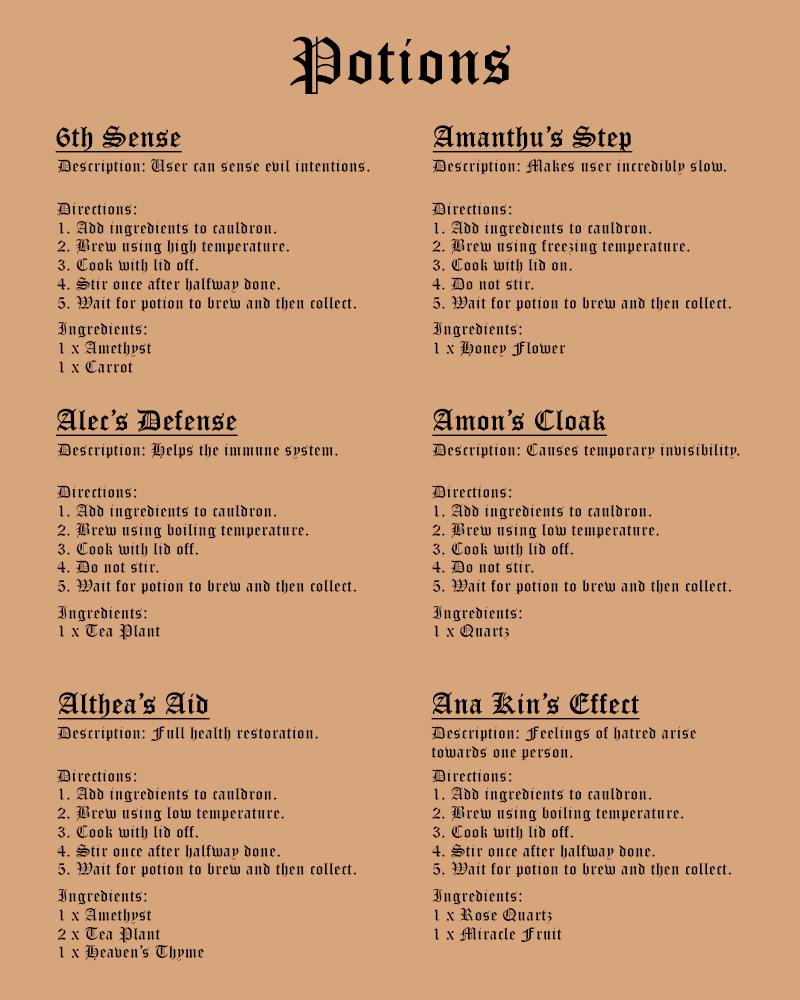 Potions
6th Sense
Description: User can sense evil intentions.
Directions:
1. Add ingredients to cauldron.
2. Brew using high temperature.
3. Cook with lid off.
4. Stir once after halfway done.
5. Wait for potion to brew and then collect.
Ingredients:
1 x Amethyst
1 x Carrot
Amanthu's Step
Description: Makes user incredibly slow.
Directions:
1. Add ingredients to cauldron.
2. Brew using freezing temperature.
3. Cook with lid on.
4. Do not stir.
5. Wait for potion to brew and then collect.
Ingredients:
1 x Honey Flower
Alec's Defense
Description: Helps the immune system.
Directions:
1. Add ingredients to cauldron.
2. Brew using boiling temperature.
3. Cook with lid off.
4. Do not stir.
5. Wait for potion to brew and then collect.
Ingredients:
1 x Tea Plant
Amon's Cloak
Description: Causes temporary invisibility.
Directions:
1. Add ingredients to cauldron.
2. Brew using low temperature.
3. Cook with lid off.
4. Do not stir.
5. Wait for potion to brew and then collect.
Ingredients:
1 x Quartz
Althea's Aid
Description: Full health restoration.
Directions:
1. Add ingredients to cauldron.
2. Brew using low temperature.
3. Cook with lid off.
4. Stir once after halfway done.
5. Wait for potion to brew and then collect.
Ingredients:
1 x Amethyst
2 x Tea Plant
1 x Heaven's Thyme
Ana Kin's Effect
Description: Feelings of hatred arise
towards one person.
Directions:
1. Add ingredients to cauldron.
2. Brew using boiling temperature.
3. Cook with lid off.
4. Stir once after halfway done.
5. Wait for potion to brew and then collect.
Ingredients:
1 x Rose Quartz
1 x Miracle Fruit